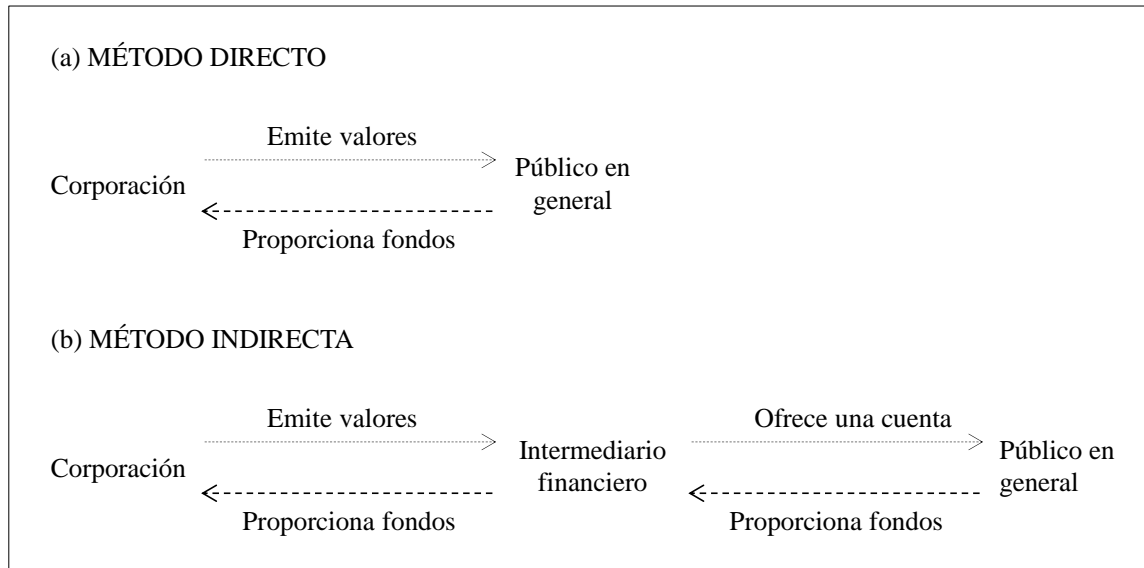 (a) MÉTODO DIRECTO
Emite valores
Corporación
Público en
general
Proporciona fondos
(b) MÉTODO INDIRECTA
Emite valores
Ofrece una cuenta
Corporación
Intermediario
financiero
Público en
general
Proporciona fondos
Proporciona fondos